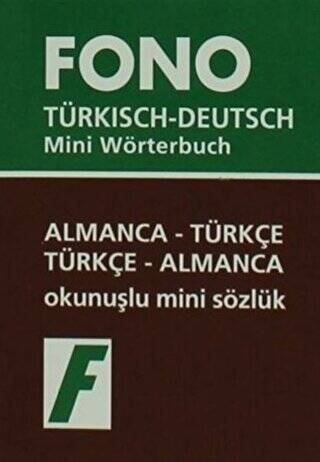 FONO
TÜRKISCH-DEUTSCH
Mini Wörterbuch
ALMANCA - TÜRKÇE
TÜRKÇE - ALMANCA
okunuşlu mini sözlük
F